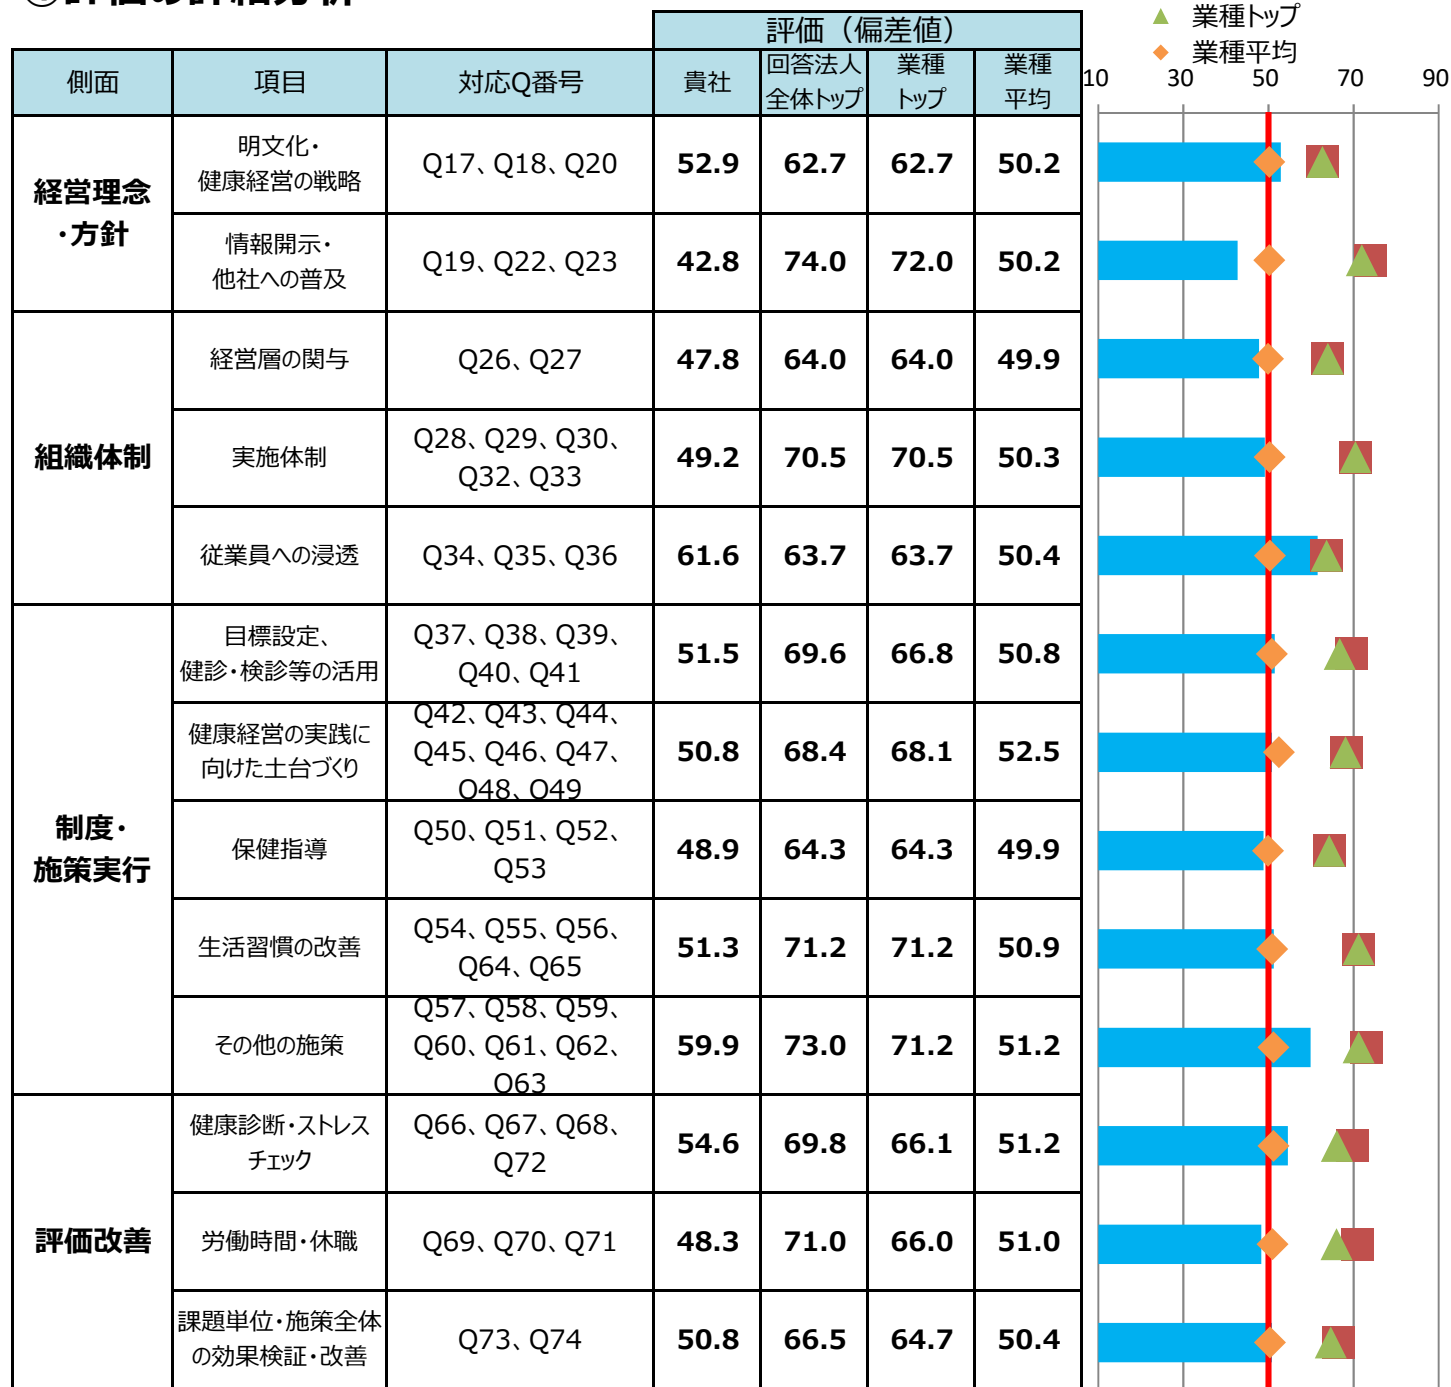 ②評価の詳細分析
▲ 業種トップ
◆ 業種平均
評価（偏差値）
側面 項目 対応Q番号 貴社 回答法人 業種 業種
全体トップ トップ 平均
10 30 50 70 90
経営理念
・方針
明文化・
健康経営の戦略
Q17、Q18、Q20 52.9 62.7 62.7 50.2
情報開示・
他社への普及
Q19、Q22、Q23 42.8 74.0 72.0 50.2
組織体制
経営層の関与 Q26、Q27 47.8 64.0 64.0 49.9
実施体制
Q28、Q29、Q30、
Q32、Q33
49.2 70.5 70.5 50.3
従業員への浸透 Q34、Q35、Q36 61.6 63.7 63.7 50.4
制度・
施策実行
目標設定、
健診・検診等の活用
Q37、Q38、Q39、
Q40、Q41
51.5 69.6 66.8 50.8
健康経営の実践に
向けた土台づくり
Q42、Q43、Q44、
Q45、Q46、Q47、
Q48、Q49
50.8 68.4 68.1 52.5
保健指導
Q50、Q51、Q52、
Q53
48.9 64.3 64.3 49.9
生活習慣の改善
Q54、Q55、Q56、
Q64、Q65
51.3 71.2 71.2 50.9
その他の施策
Q57、Q58、Q59、
Q60、Q61、Q62、
Q63
59.9 73.0 71.2 51.2
評価改善
健康診断・ストレス
チェック
Q66、Q67、Q68、
Q72
54.6 69.8 66.1 51.2
労働時間・休職 Q69、Q70、Q71 48.3 71.0 66.0 51.0
課題単位・施策全体
の効果検証・改善
Q73、Q74 50.8 66.5 64.7 50.4